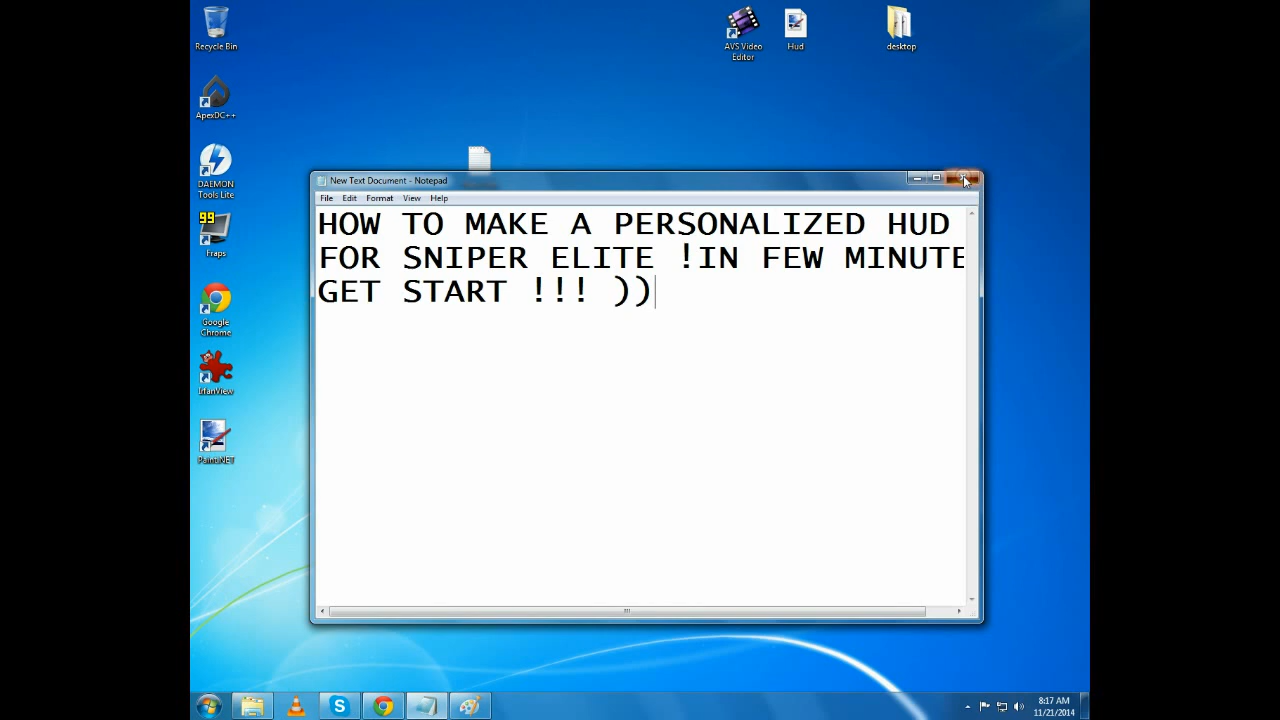 Recycle Bin
AVS Video
Editor
Hud
desktop
ApexDC++
DAEMON
Tools Lite
99
Fraps
Google
Chrome
IrfanView
Paint.NET
New Text Document - Notepad
File Edit Format View Help
HOW TO MAKE A PERSONALIZED HUD
FOR SNIPER ELITE !IN FEW MINUTE
GET START !!! ))
8:17 AM
11/21/2014